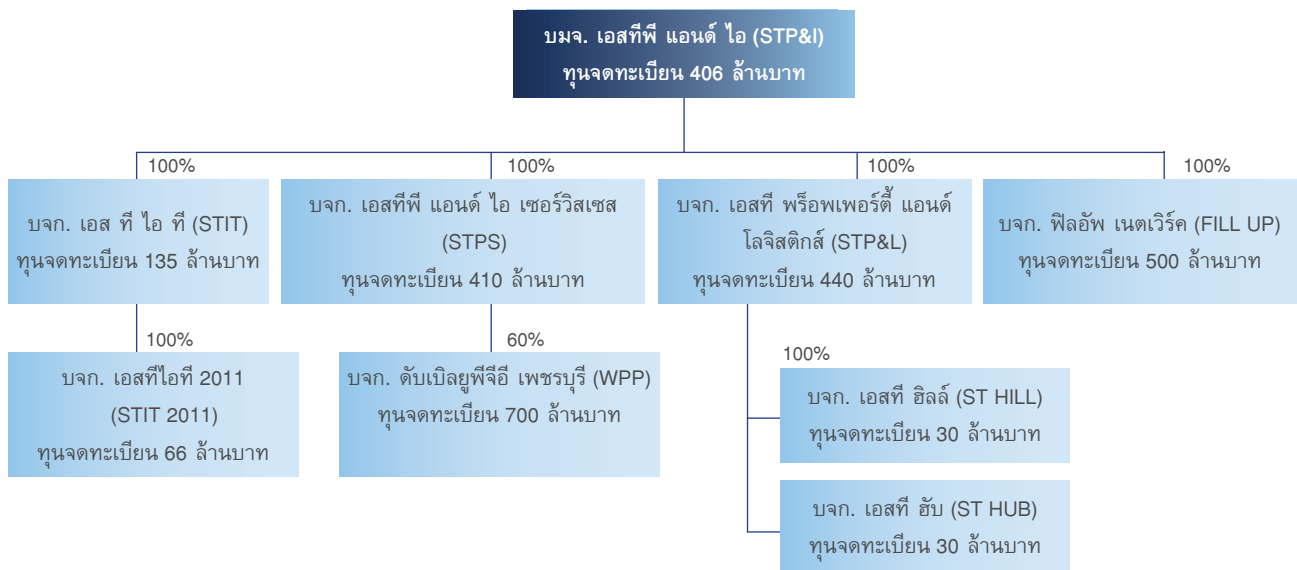 บมจ. เอสทีพี แอนด์ ไอ (STP&I)
ทุนจดทะเบียน 406 ล้านบาท
100%
100%
100%
100%
บจก. เอส ที ไอ ที (STIT)
ทุนจดทะเบียน 135 ล้านบาท
บจก. เอสทีพี แอนด์ ไอ เซอร์วิสเซส
(STPS)
ทุนจดทะเบียน 410 ล้านบาท
บจก. เอสที พร็อพเพอร์ตี้ แอนด์
โลจิสติกส์ (STP&L)
ทุนจดทะเบียน 440 ล้านบาท
บจก. ฟิลอัพ เนตเวิร์ค (FILL UP)
ทุนจดทะเบียน 500 ล้านบาท
100%
บจก. เอสทีไอที 2011
(STIT 2011)
ทุนจดทะเบียน 66 ล้านบาท
60%
บจก. ดับเบิลยูพีจีอี เพชรบุรี (WPP)
ทุนจดทะเบียน 700 ล้านบาท
100%
บจก. เอสที ฮิลล์ (ST HILL)
ทุนจดทะเบียน 30 ล้านบาท
บจก. เอสที ฮับ (ST HUB)
ทุนจดทะเบียน 30 ล้านบาท